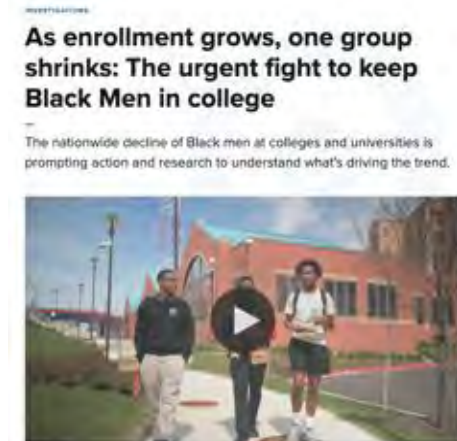 INVESTIGATIONS
As enrollment grows, one group
shrinks: The urgent fight to keep
Black Men in college
The nationwide decline of Black men at colleges and universities is
prompting action and research to understand what's driving the trend.